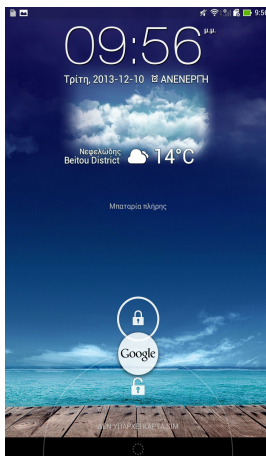 9:56
09:56 μ.μ.
Τρίτη, 2013-12-10 ΑΝΕΝΕΡΓΗ
Νεφελώδης
Beitou District 14°C
Μπαταρία πλήρης
Google
ΔΕΝ ΥΠΑΡΧΕΙ ΚΑΡΤΑ SIM